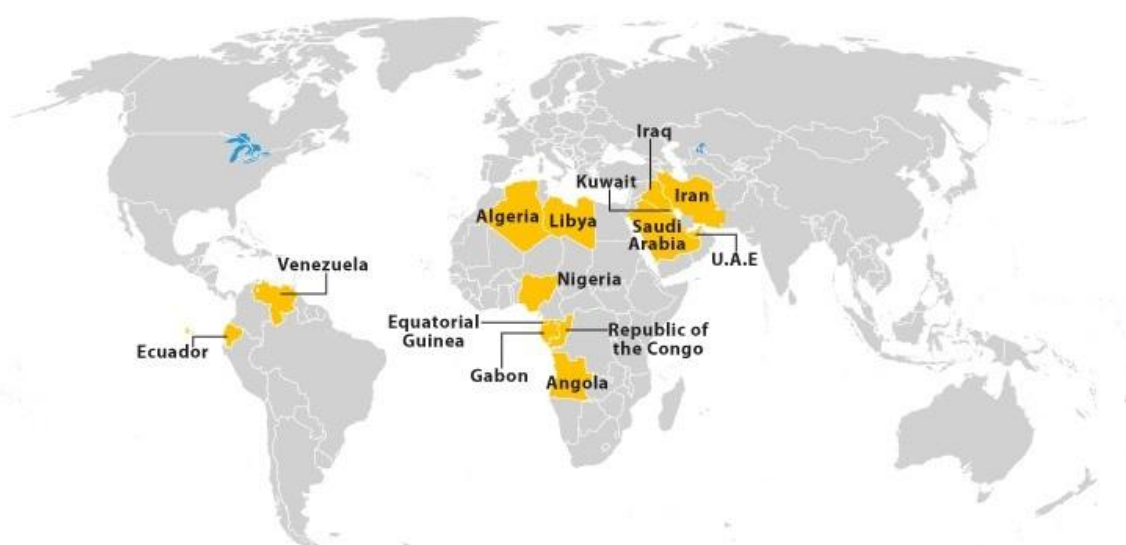 Iraq
Kuwait
Iran
Algeria
Libya
Saudi
Arabia
U.A.E
Venezuela
Nigeria
Equatorial
Guinea
Republic of
the Congo
Ecuador
Gabon
Angola